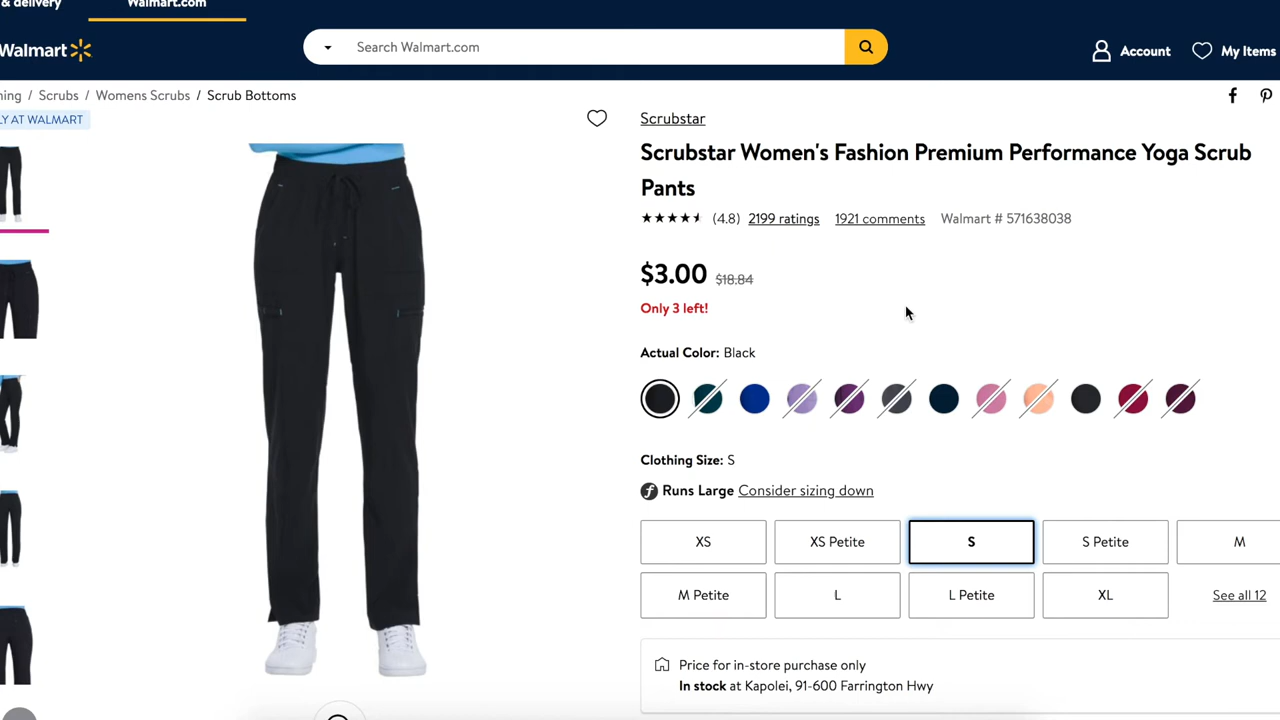 & delivery
Walmart.com
Walmart
Search Walmart.com
Account
My Items
ning / Scrubs / Womens Scrubs / Scrub Bottoms
LY AT WALMART
Scrubstar
Scrubstar Women's Fashion Premium Performance Yoga Scrub
Pants
(4.8) 2199 ratings 1921 comments Walmart # 571638038
$3.00 $18.84
Only 3 left!
Actual Color: Black
Clothing Size: S
Runs Large Consider sizing down
XS XS Petite S S Petite M
M Petite L L Petite XL See all 12
Price for in-store purchase only
In stock at Kapolei, 91-600 Farrington Hwy